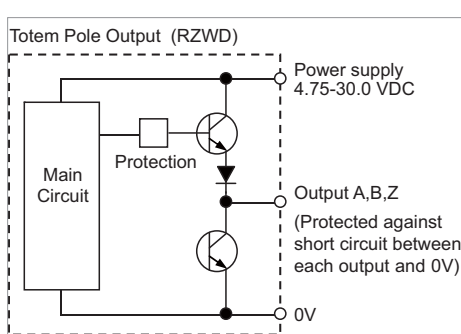 Totem Pole Output (RZWD)
Power supply
4.75-30.0 VDC
Protection
Main
Circuit
Output A,B,Z
(Protected against
short circuit between
each output and 0V)
0V